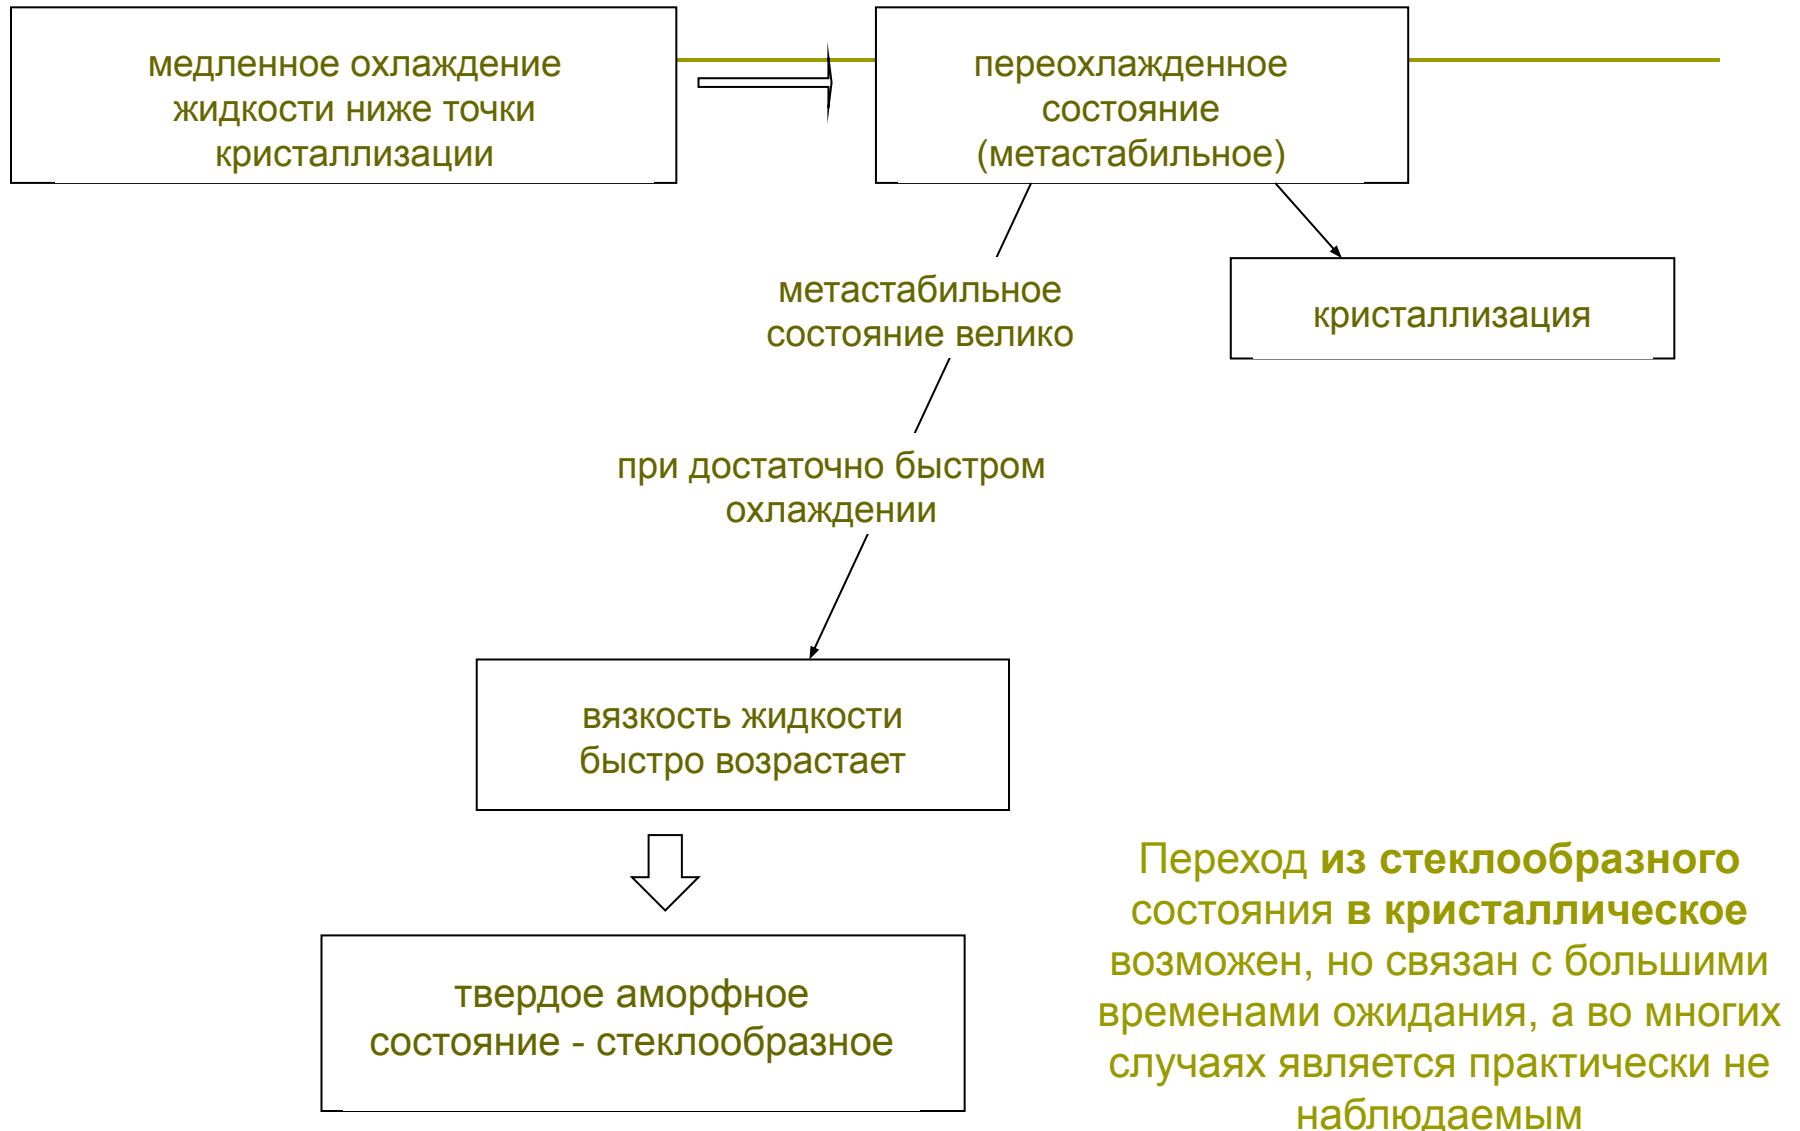 медленное охлаждение
жидкости ниже точки
кристаллизации
переохлажденное
состояние
(метастабильное)
метастабильное
состояние велико
кристаллизация
при достаточно быстром
охлаждении
вязкость жидкости
быстро возрастает
твердое аморфное
состояние - стеклообразное
Переход из стеклообразного
состояния в кристаллическое
возможен, но связан с большими
временами ожидания, а во многих
случаях является практически не
наблюдаемым